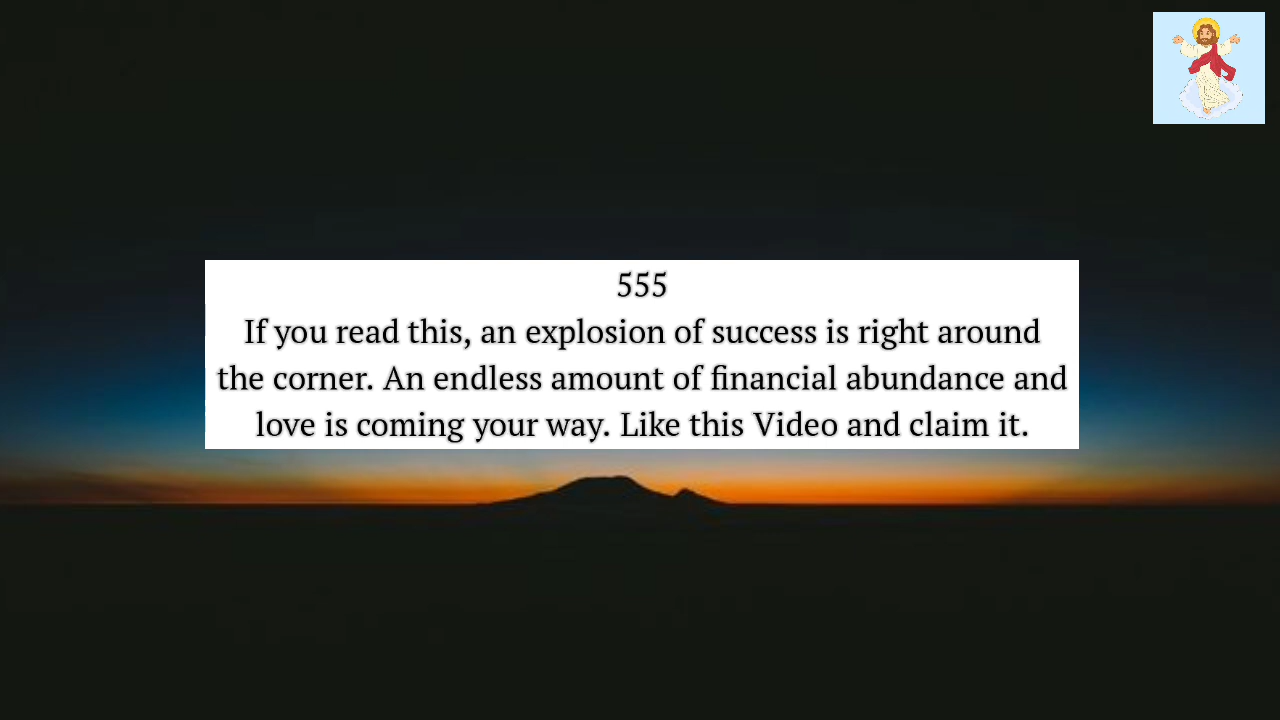 555
If you read this, an explosion of success is right around
the corner. An endless amount of financial abundance and
love is coming your way. Like this Video and claim it.